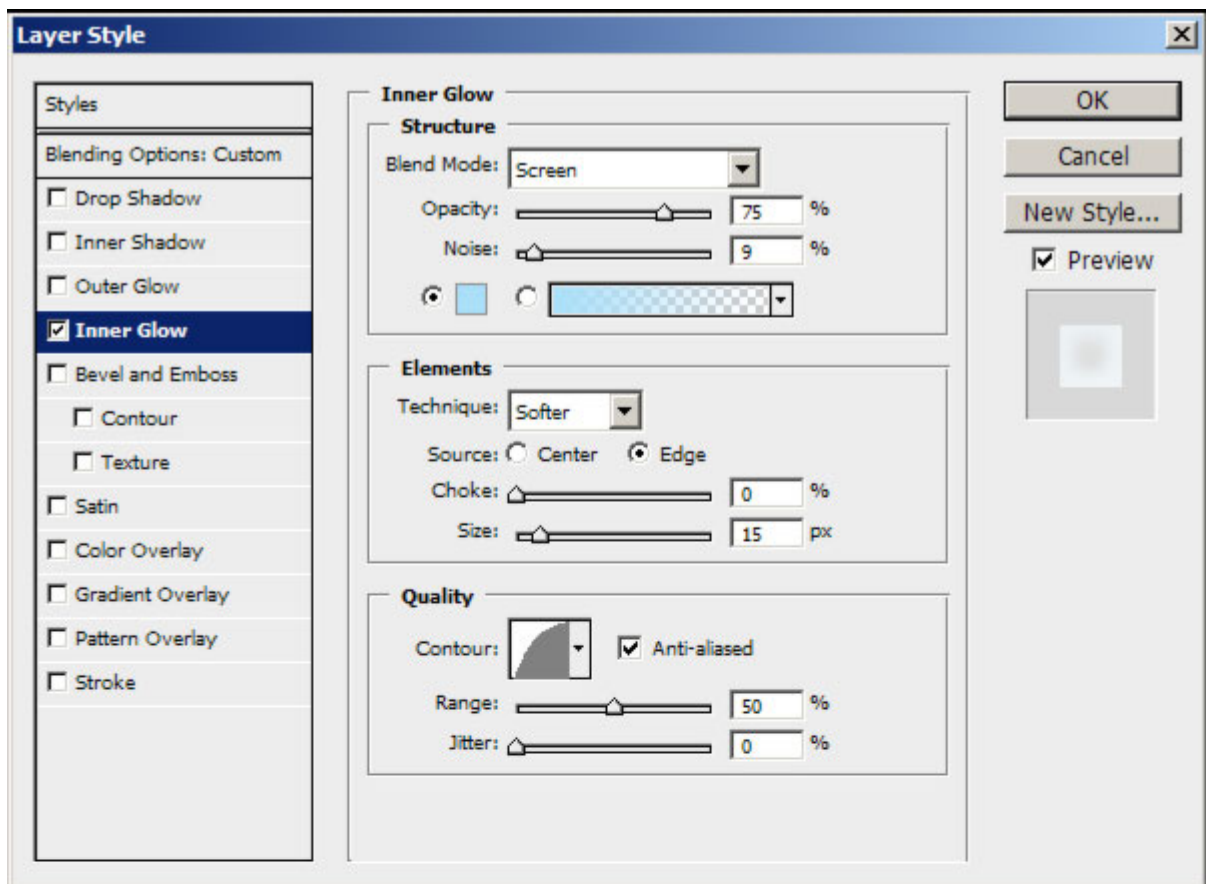 Layer Style
Styles
Blending Options: Custom
Drop Shadow
Inner Shadow
Outer Glow
Inner Glow
Bevel and Emboss
Contour
Texture
Satin
Color Overlay
Gradient Overlay
Pattern Overlay
Stroke
Inner Glow
Structure
Blend Mode: Screen
Opacity: 75 %
Noise: 9 %
Elements
Technique: Softer
Source: Center Edge
Choke: 0 %
Size: 15 px
Quality
Contour: Anti-aliased
Range: 50 %
Jitter: 0 %
OK
Cancel
New Style...
Preview